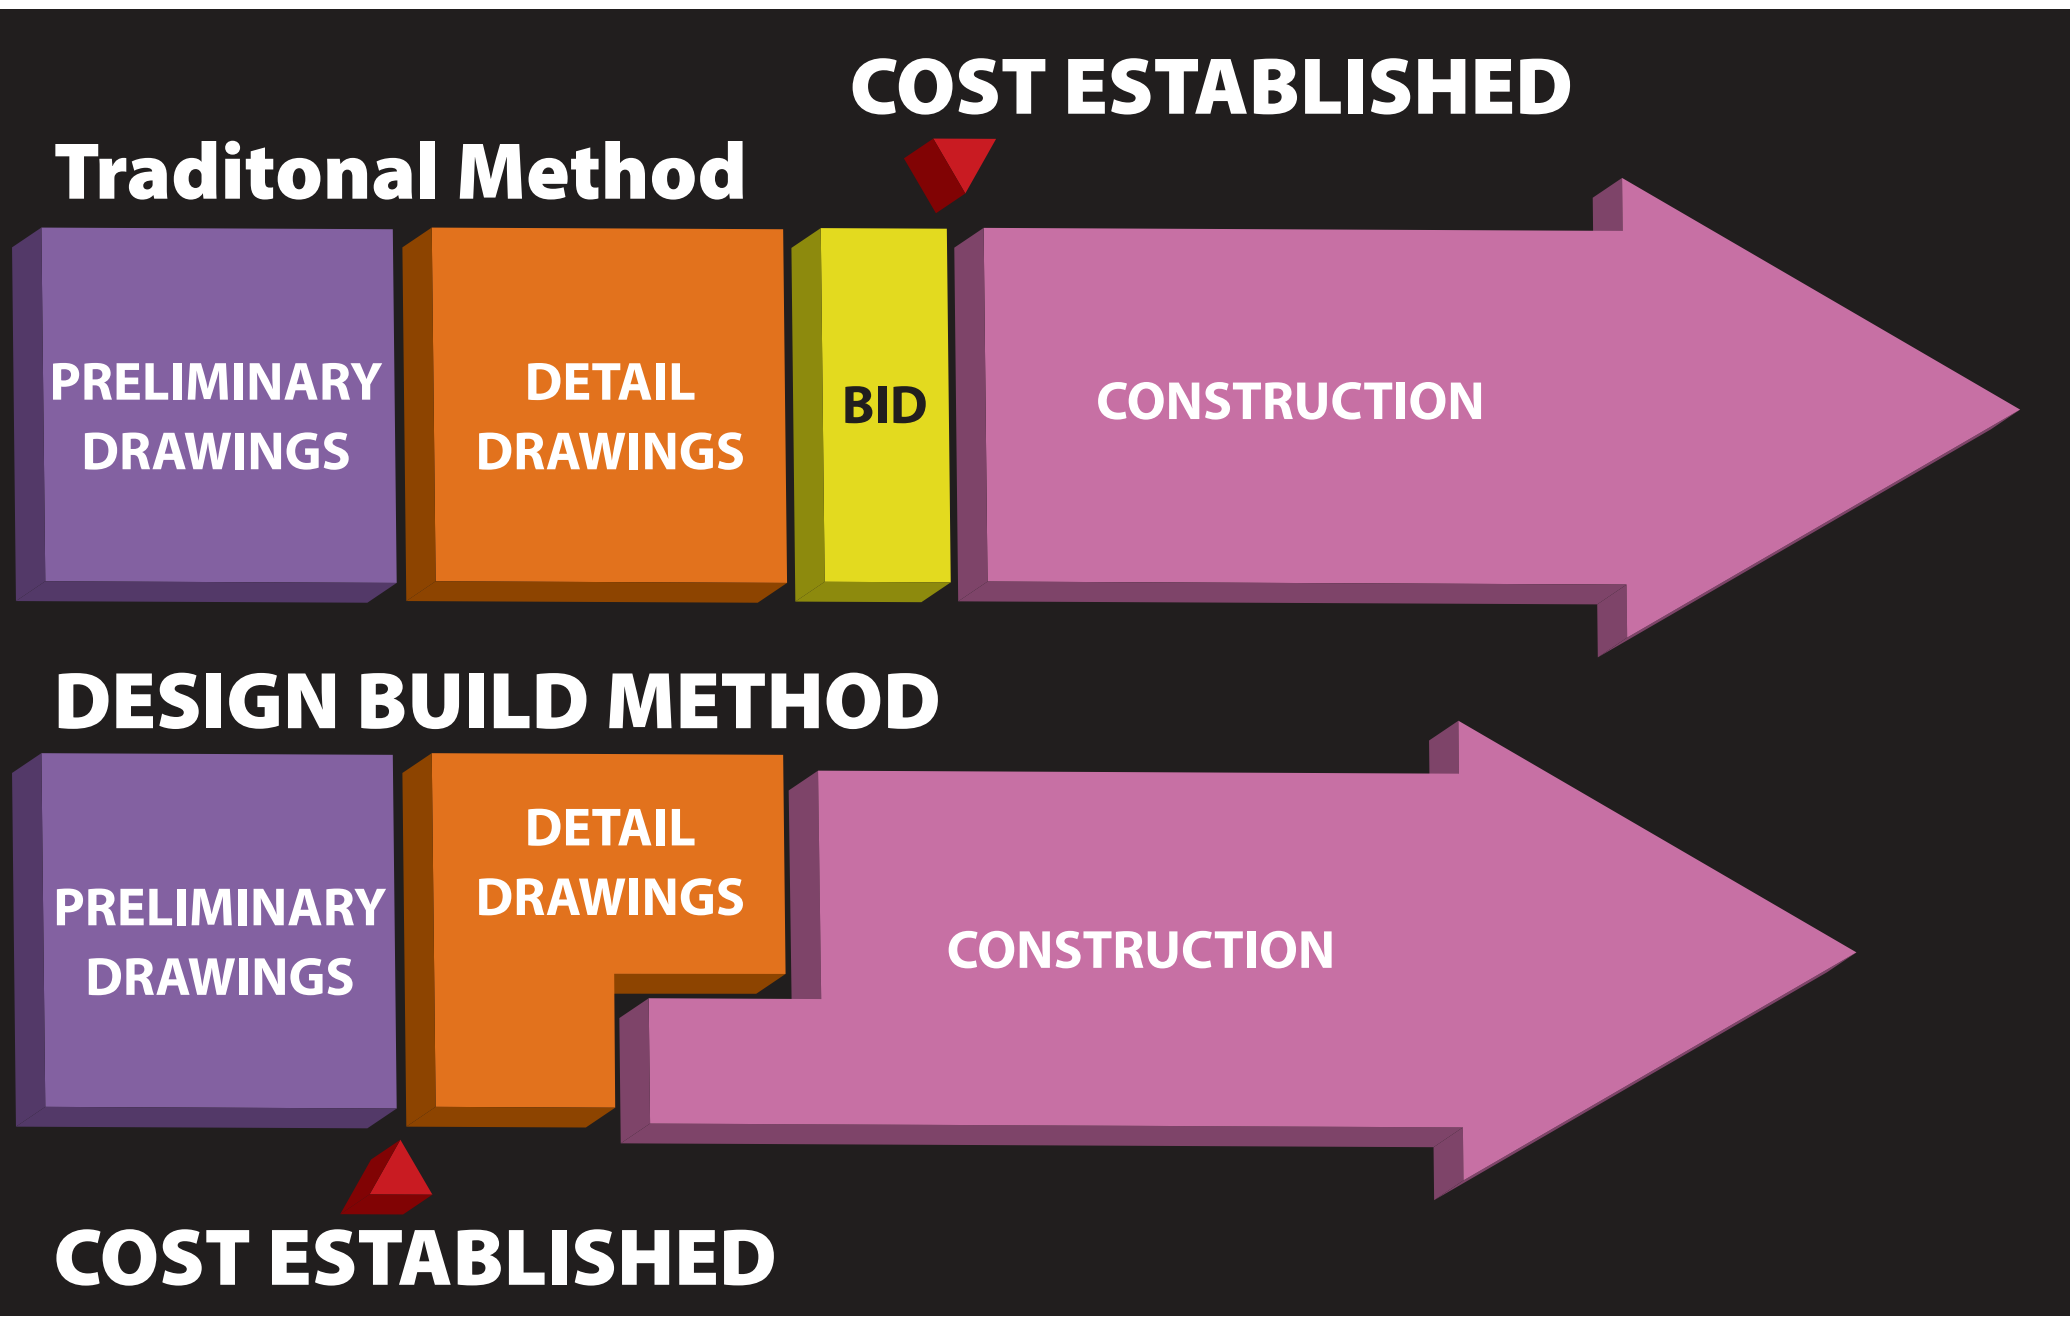 COST ESTABLISHED
Traditonal Method
PRELIMINARY
DRAWINGS
DETAIL
DRAWINGS
BID
CONSTRUCTION
DESIGN BUILD METHOD
PRELIMINARY
DRAWINGS
DETAIL
DRAWINGS
CONSTRUCTION
COST ESTABLISHED